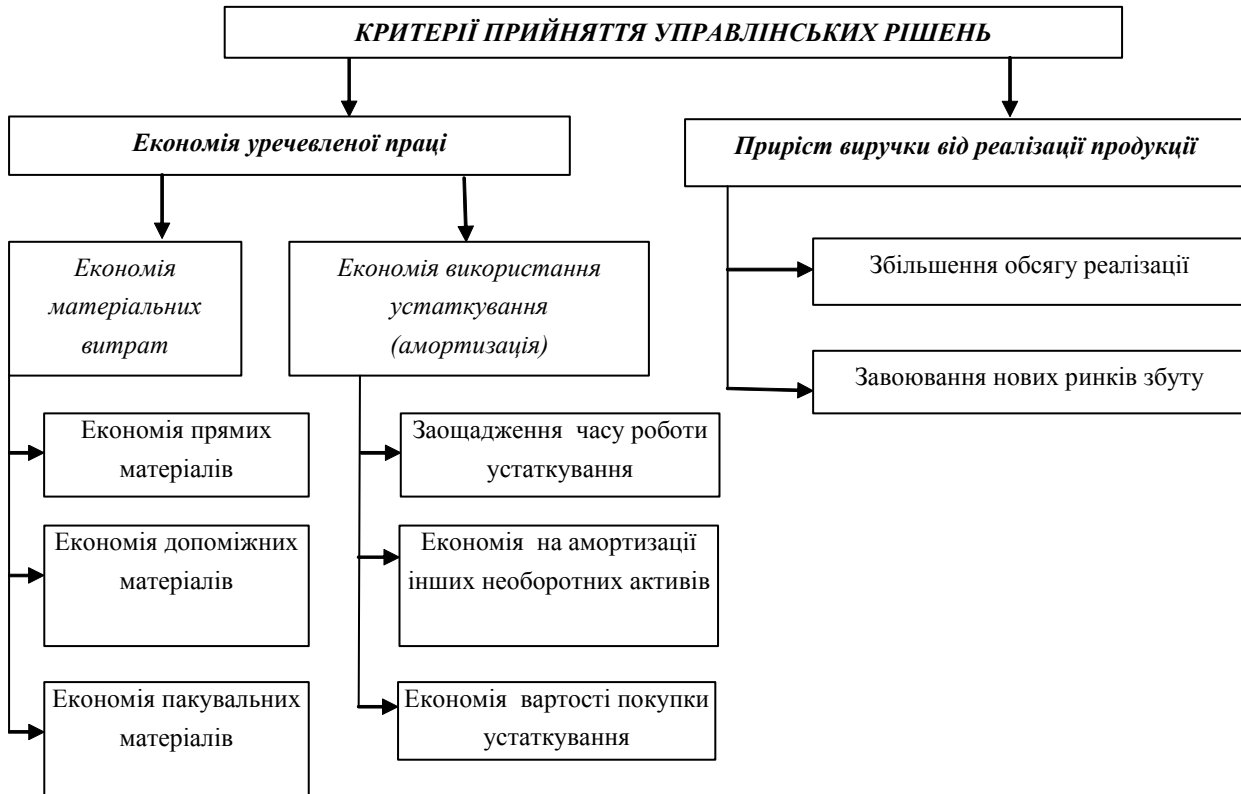 КРИТЕРІЇ ПРИЙНЯТТЯ УПРАВЛІНСЬКИХ РІШЕНЬ
Економія уречевленої праці
Приріст виручки від реалізації продукції
Економія
матеріальних
витрат
Економія використання
устаткування
(амортизація)
Збільшення обсягу реалізації
Завоювання нових ринків збуту
Економія прямих
матеріалів
Заощадження часу роботи
устаткування
Економія допоміжних
матеріалів
Економія на амортизації
інших необоротних активів
Економія пакувальних
матеріалів
Економія вартості покупки
устаткування